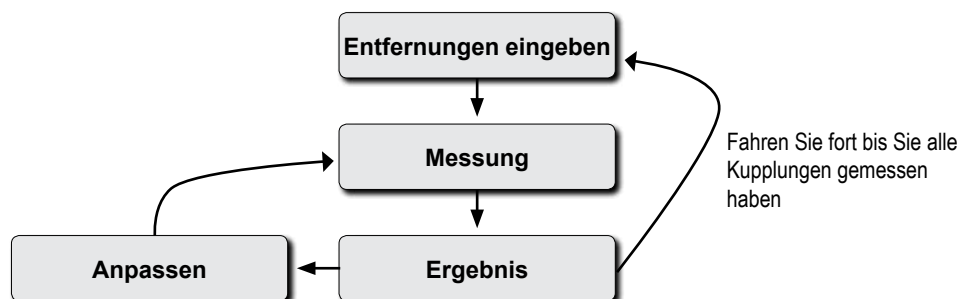 Entfernungen eingeben
Messung
Fahren Sie fort bis Sie alle
Kupplungen gemessen
haben
Anpassen
Ergebnis